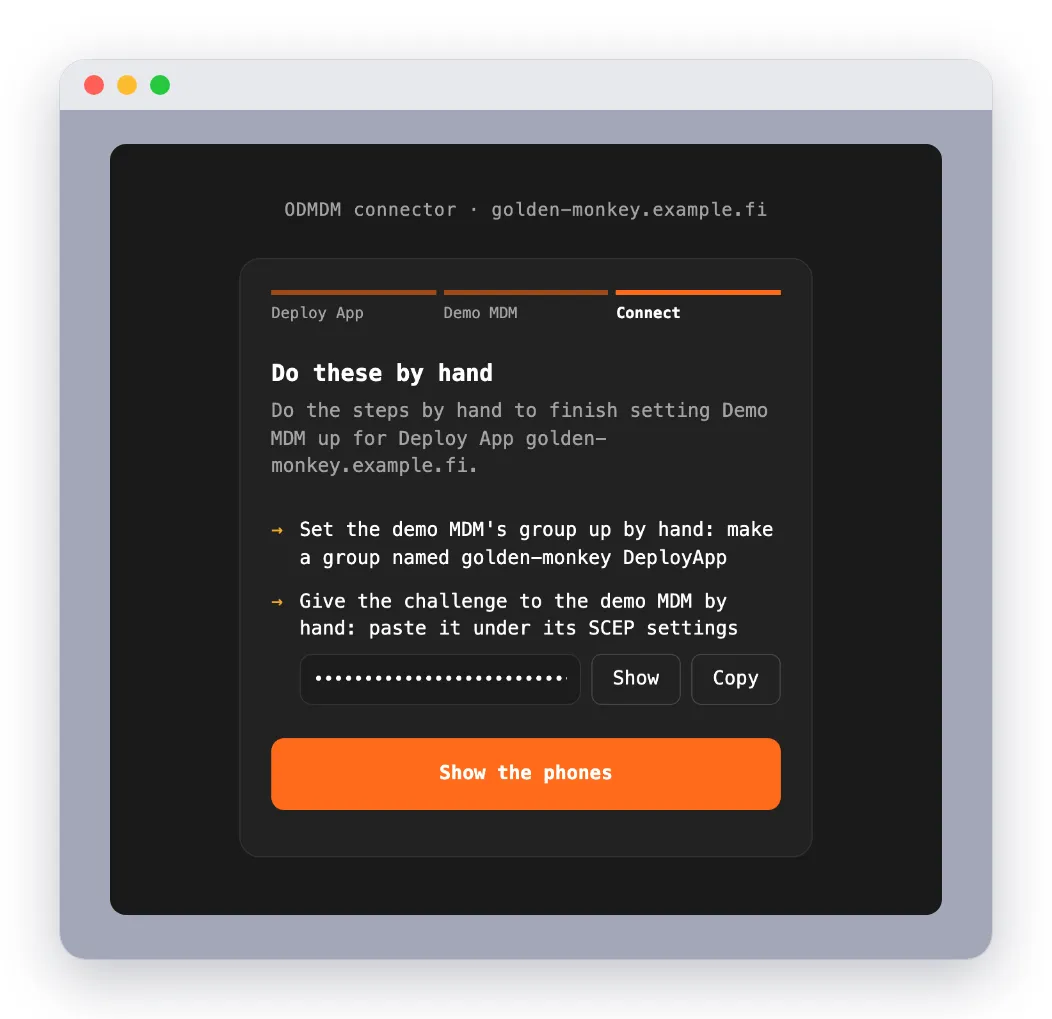 ODMDM connector · golden-monkey.example.fi
Deploy App
Demo MDM
Connect
Do these by hand
Do the steps by hand to finish setting Demo
MDM up for Deploy App golden-
monkey.example.fi.
→ Set the demo MDM's group up by hand: make
a group named golden-monkey DeployApp
→ Give the challenge to the demo MDM by
hand: paste it under its SCEP settings
Show
Copy
Show the phones